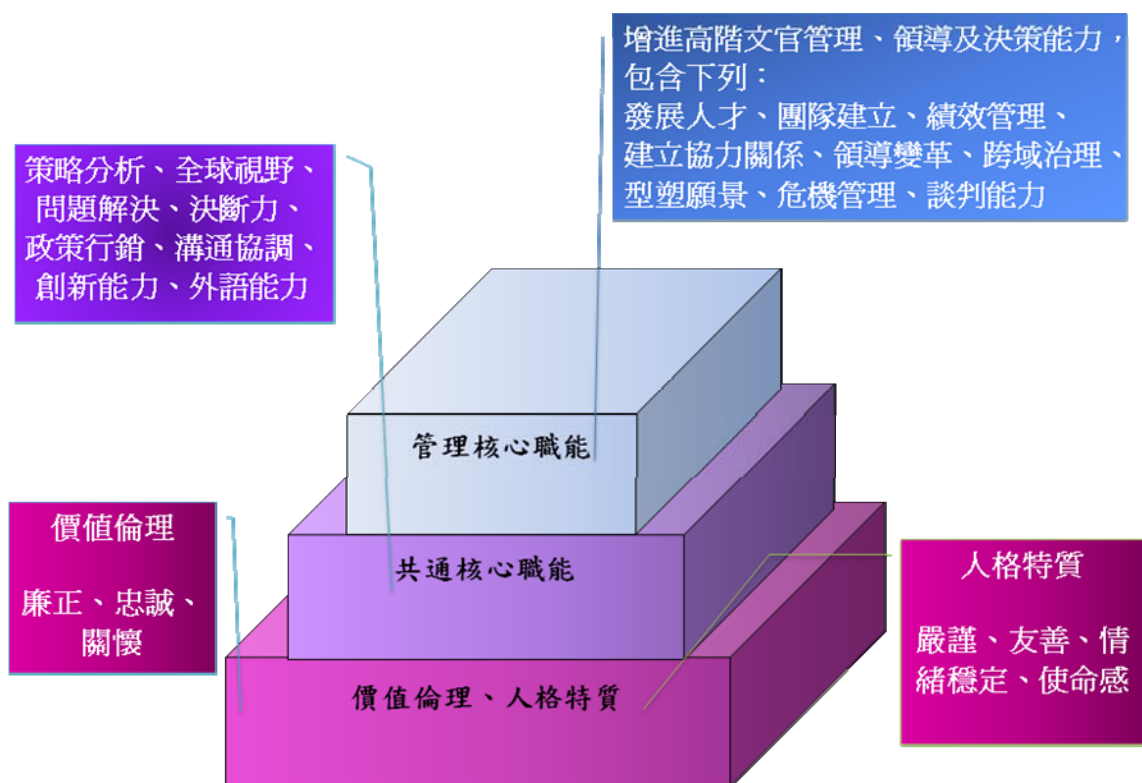 增進高階文官管理、領導及決策能力，
包含下列：
發展人才、團隊建立、績效管理、
建立協力關係、領導變革、跨域治理、
型塑願景、危機管理、談判能力
策略分析、全球視野、
問題解決、決斷力、
政策行銷、溝通協調、
創新能力、外語能力
管理核心職能
價值倫理
廉正、忠誠、
關懷
共通核心職能
人格特質
嚴謹、友善、情
緒穩定、使命感
價值倫理、人格特質